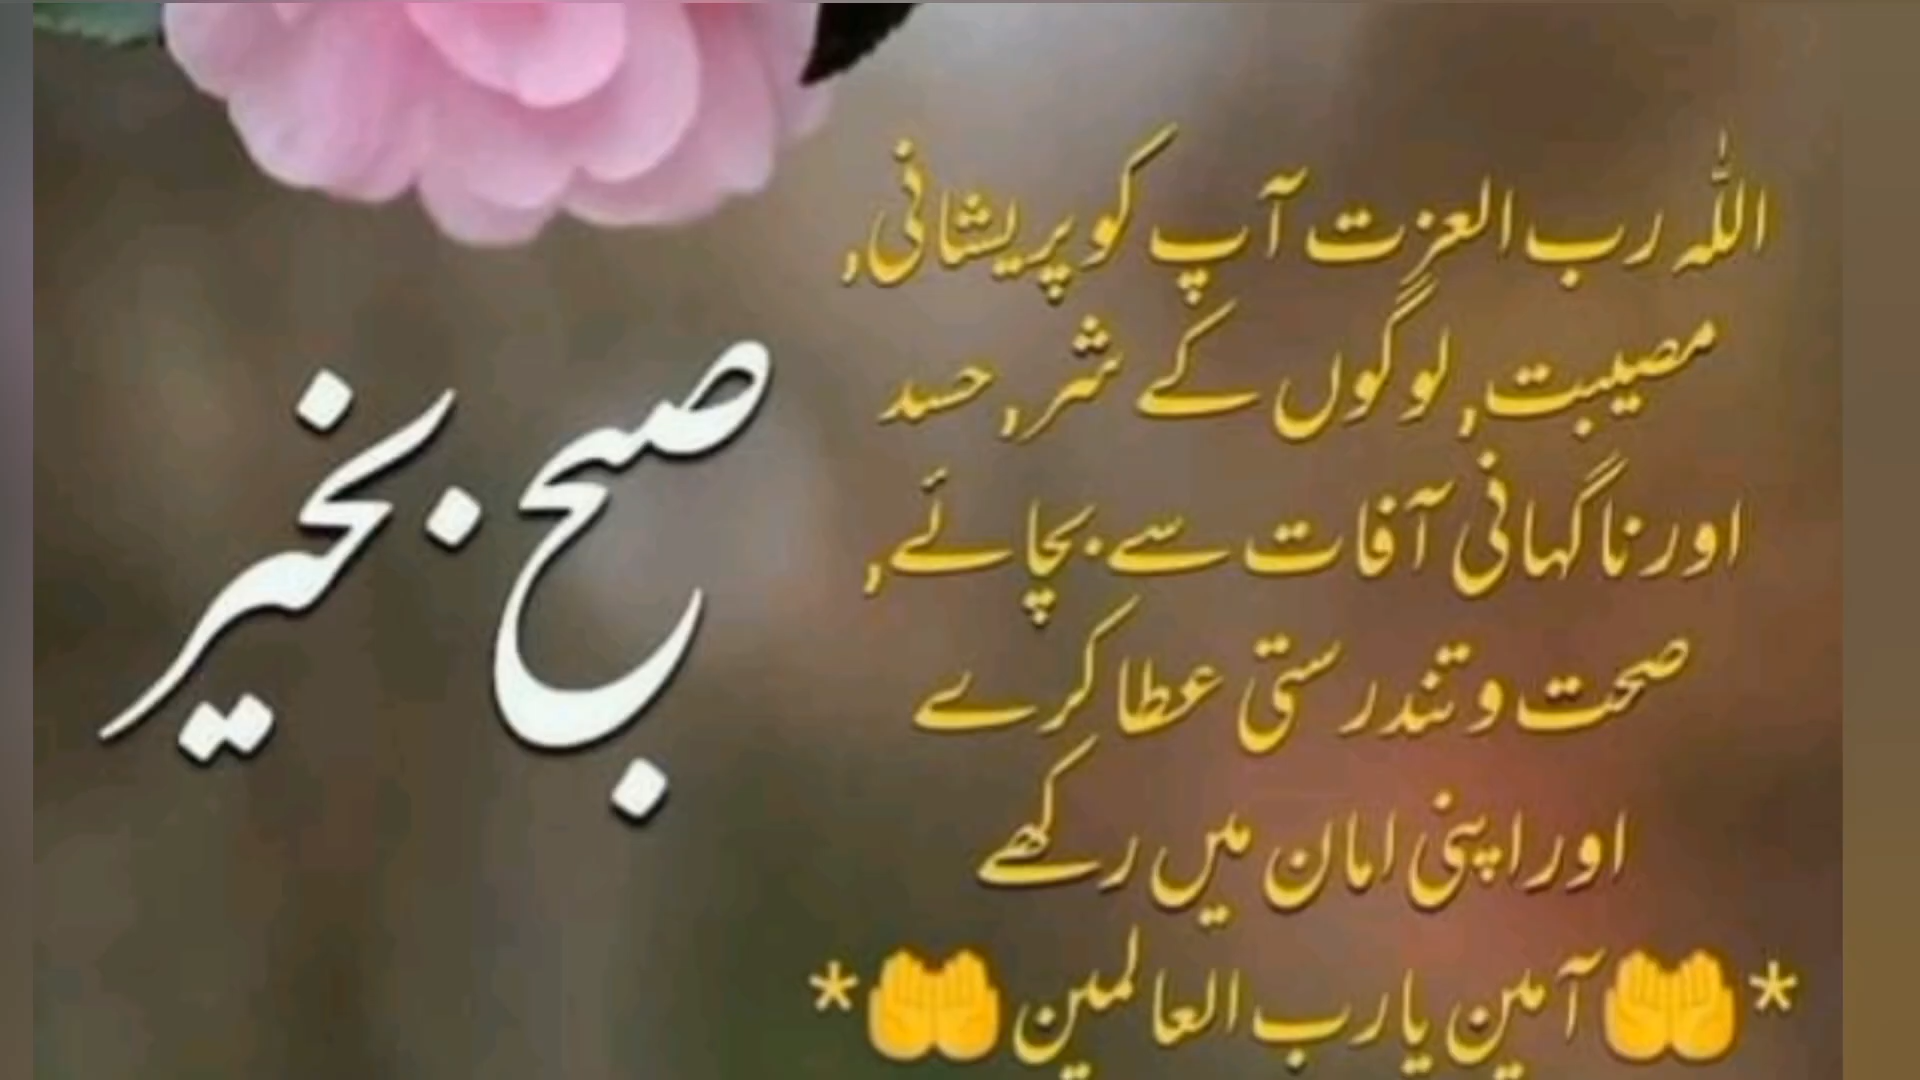 اللّٰہ رب العزت آپ کو پریشانی,
مصیبت, لوگوں کے شر, حسد
اور ناگہانی آفات سے بچائے,
صحت و تندرستی عطا کرے
اور اپنی امان میں رکھے
*🤲آمین یا رب العالمین🤲*
صبح بخیر